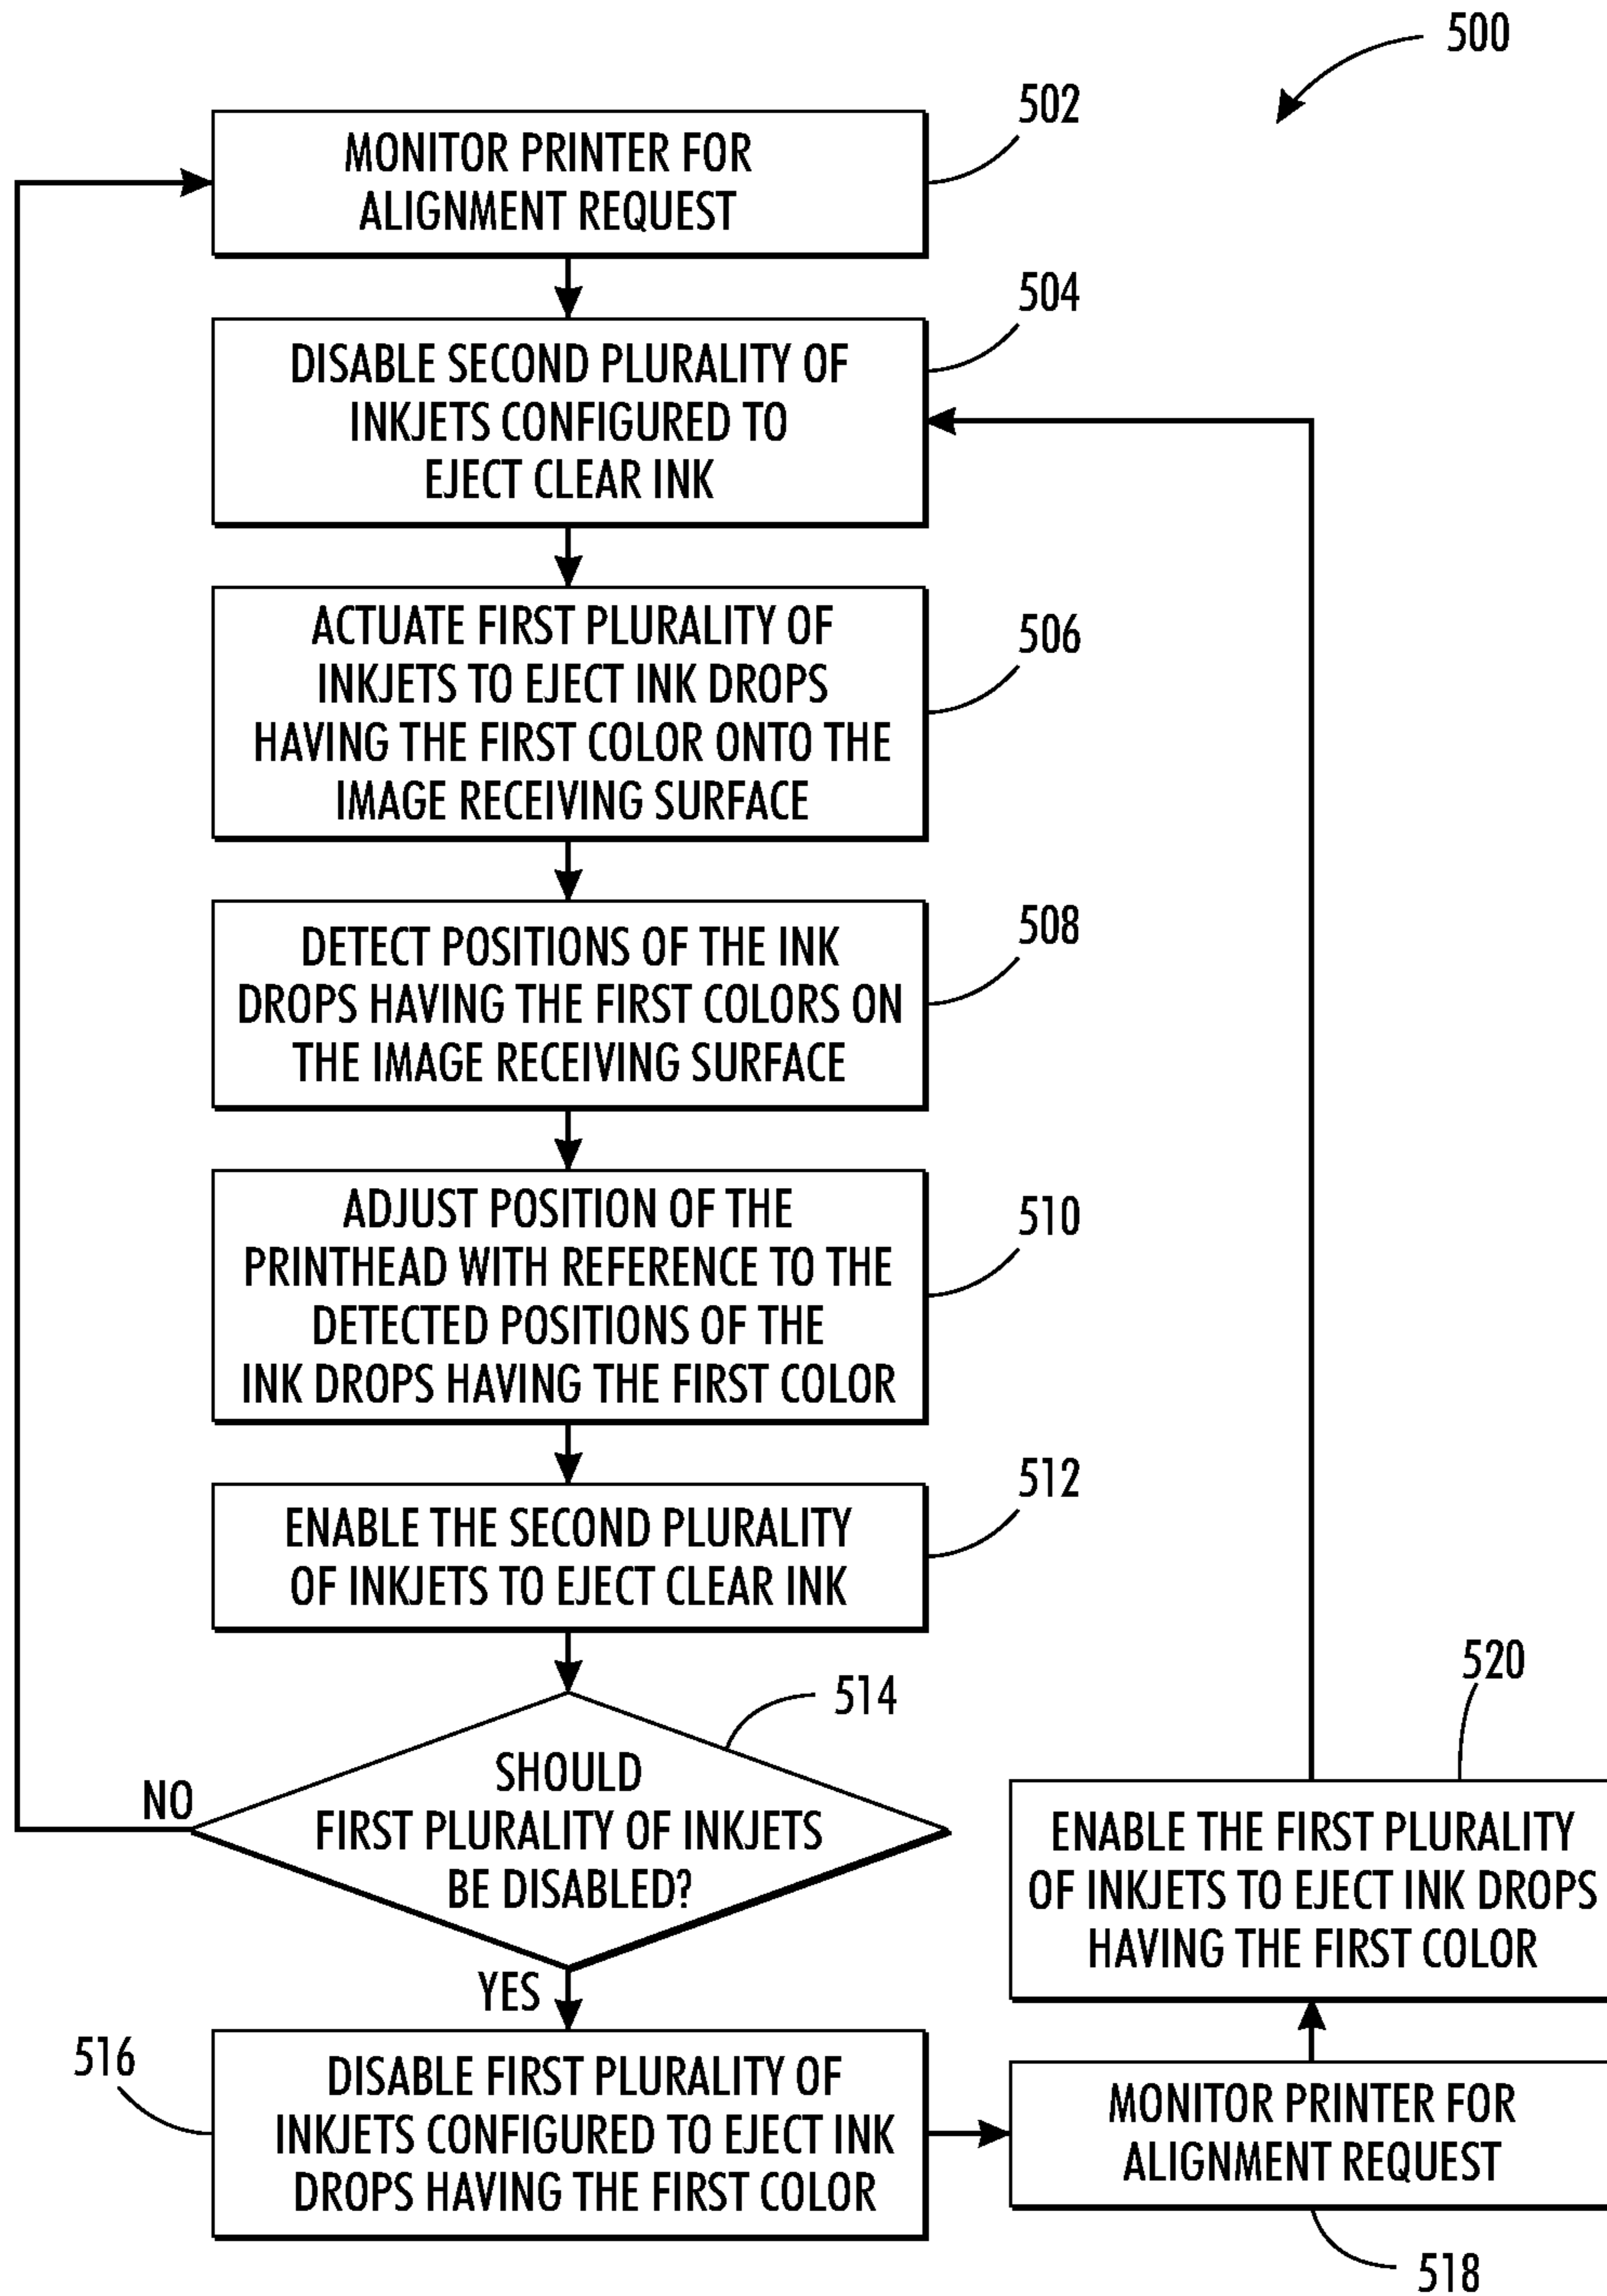 500
502
MONITOR PRINTER FOR
ALIGNMENT REQUEST
504
DISABLE SECOND PLURALITY OF
INKJETS CONFIGURED TO
EJECT CLEAR INK
506
ACTUATE FIRST PLURALITY OF
INKJETS TO EJECT INK DROPS
HAVING THE FIRST COLOR ONTO THE
IMAGE RECEIVING SURFACE
508
DETECT POSITIONS OF THE INK
DROPS HAVING THE FIRST COLORS ON
THE IMAGE RECEIVING SURFACE
510
ADJUST POSITION OF THE
PRINTHEAD WITH REFERENCE TO THE
DETECTED POSITIONS OF THE
INK DROPS HAVING THE FIRST COLOR
512
ENABLE THE SECOND PLURALITY
OF INKJETS TO EJECT CLEAR INK
514
SHOULD
FIRST PLURALITY OF INKJETS
BE DISABLED?
NO
YES
516
DISABLE FIRST PLURALITY OF
INKJETS CONFIGURED TO EJECT INK
DROPS HAVING THE FIRST COLOR
520
ENABLE THE FIRST PLURALITY
OF INKJETS TO EJECT INK DROPS
HAVING THE FIRST COLOR
MONITOR PRINTER FOR
ALIGNMENT REQUEST
518